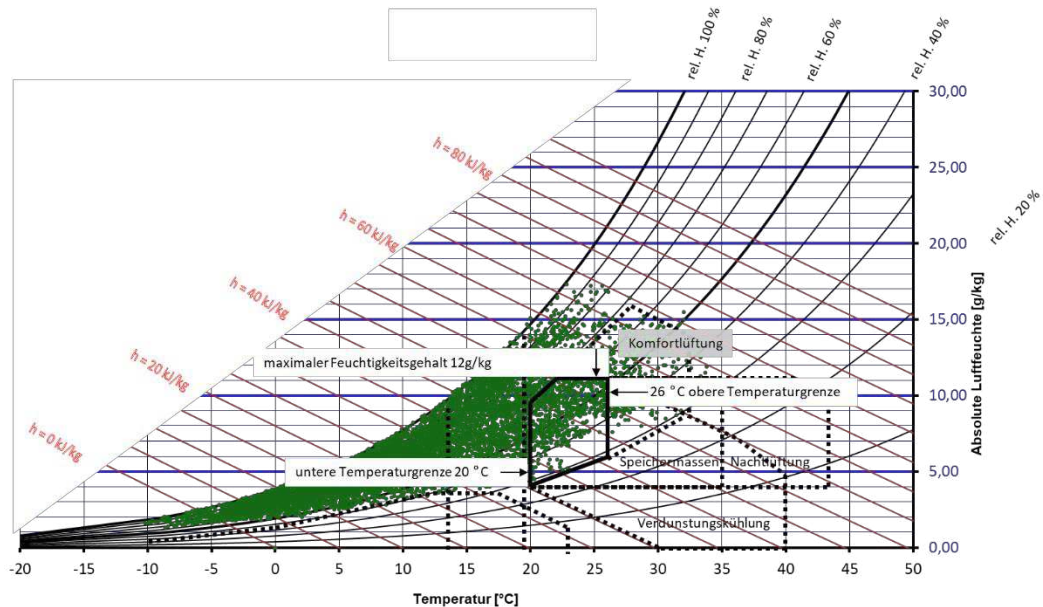 rel. H. 100 %
rel. H. 80 %
rel. H. 60 %
rel. H. 40 %
30,00
h = 80 kJ/kg
25,00
h = 60 kJ/kg
20,00
rel. H. 20 %
h = 40 kJ/kg
15,00
Komfortlüftung
maximaler Feuchtigkeitsgehalt 12g/kg
h = 20 kJ/kg
26 °C obere Temperaturgrenze
10,00
h = 0 kJ/kg
untere Temperaturgrenze 20 °C
Speichermassen
Nachtlüftung
5,00
Verdunstungskühlung
0,00
Absolute Luftfeuchte [g/kg]
-20 -15 -10 -5 0 5 10 15 20 25 30 35 40 45 50
Temperatur [°C]